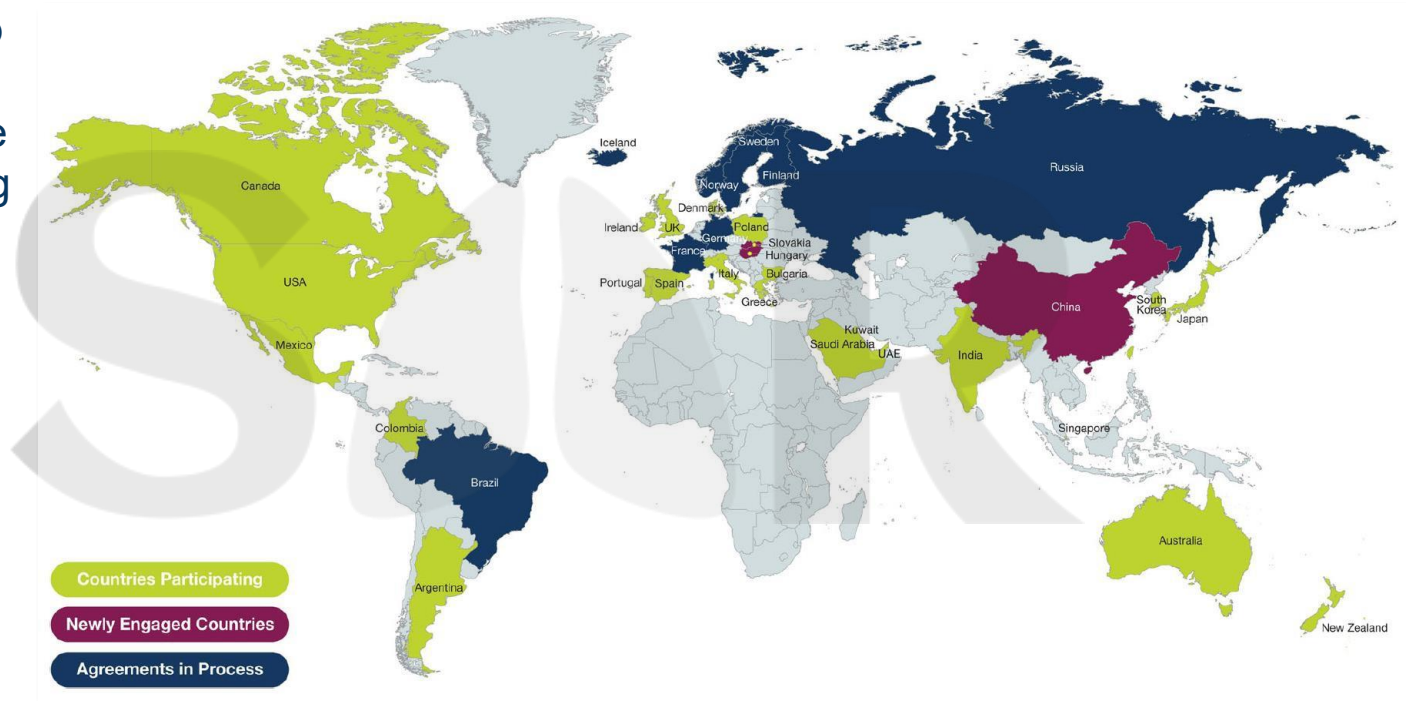 Iceland
Sweden
Finland
Norway
Russia
Canada
Denmark
Ireland
UK
Poland
Germany
France
Slovakia
Hungary
Portugal
Spain
Italy
Bulgaria
Greece
USA
Mexico
China
South
Korea
Japan
Kuwait
Saudi Arabia
UAE
India
Colombia
Singapore
Brazil
Australia
Argentina
New Zealand
Countries Participating
Newly Engaged Countries
Agreements in Process